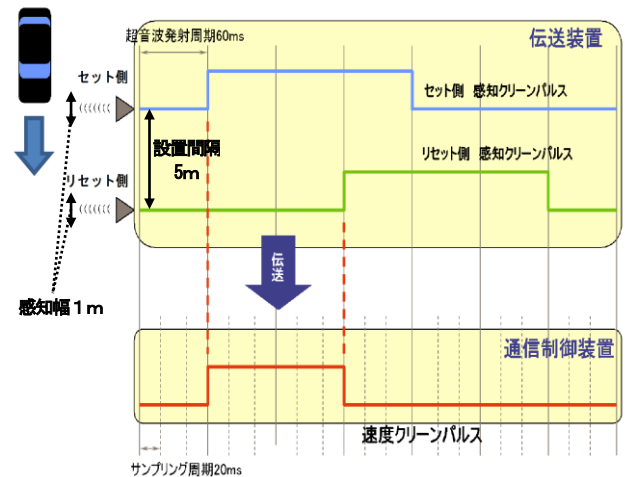 超音波発射周期60ms
伝送装置
セット側
セット側 感知クリーンパルス
設置間隔
5m
リセット側 感知クリーンパルス
リセット側
伝送
感知幅1m
通信制御装置
速度クリーンパルス
サンプリング周期20ms